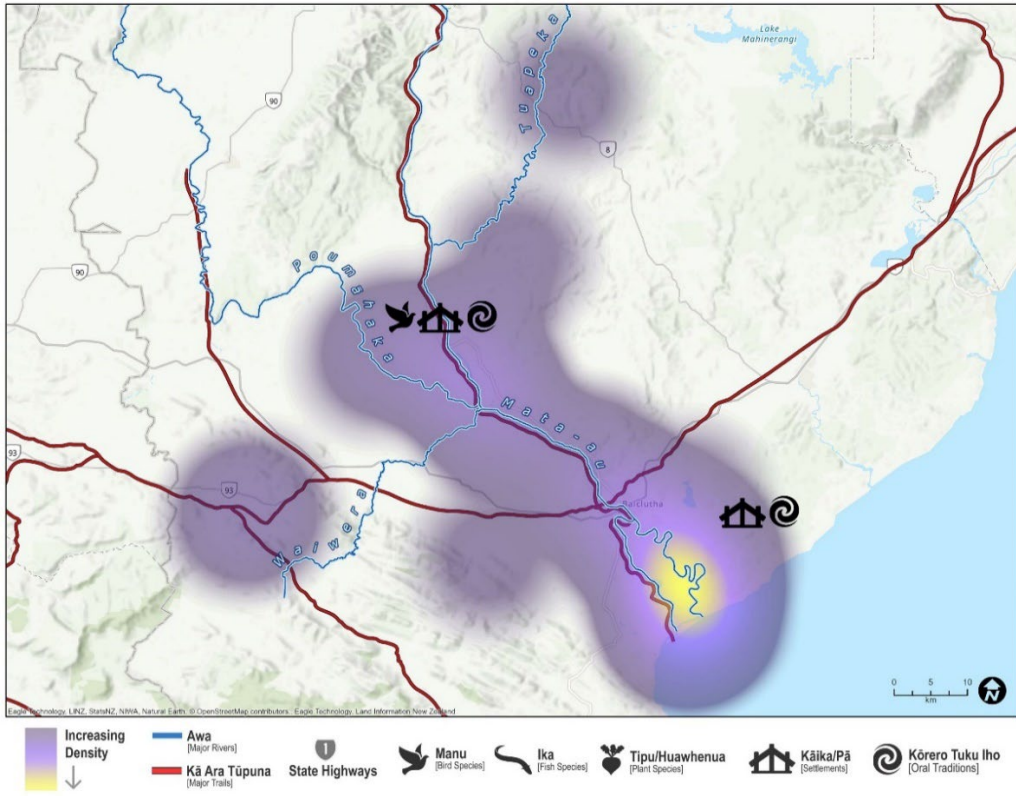 Tuapeka
Lake
Mahinerangi
90
8
90
Poumāhaka
Mata-au
93
93
Balclutha
Waiwera
0 5 10
km
N
Eagle Technology, LINZ, StatsNZ, NIWA, Natural Earth, © OpenStreetMap contributors., Eagle Technology, Land Information New Zealand
Increasing
Density
Awa
[Major Rivers]
Kā Ara Tūpuna
[Major Trails]
1
State Highways
Manu
[Bird Species]
Ika
[Fish Species]
Tipu/Huawhenua
[Plant Species]
Kāika/Pā
[Settlements]
Kōrero Tuku Iho
[Oral Traditions]